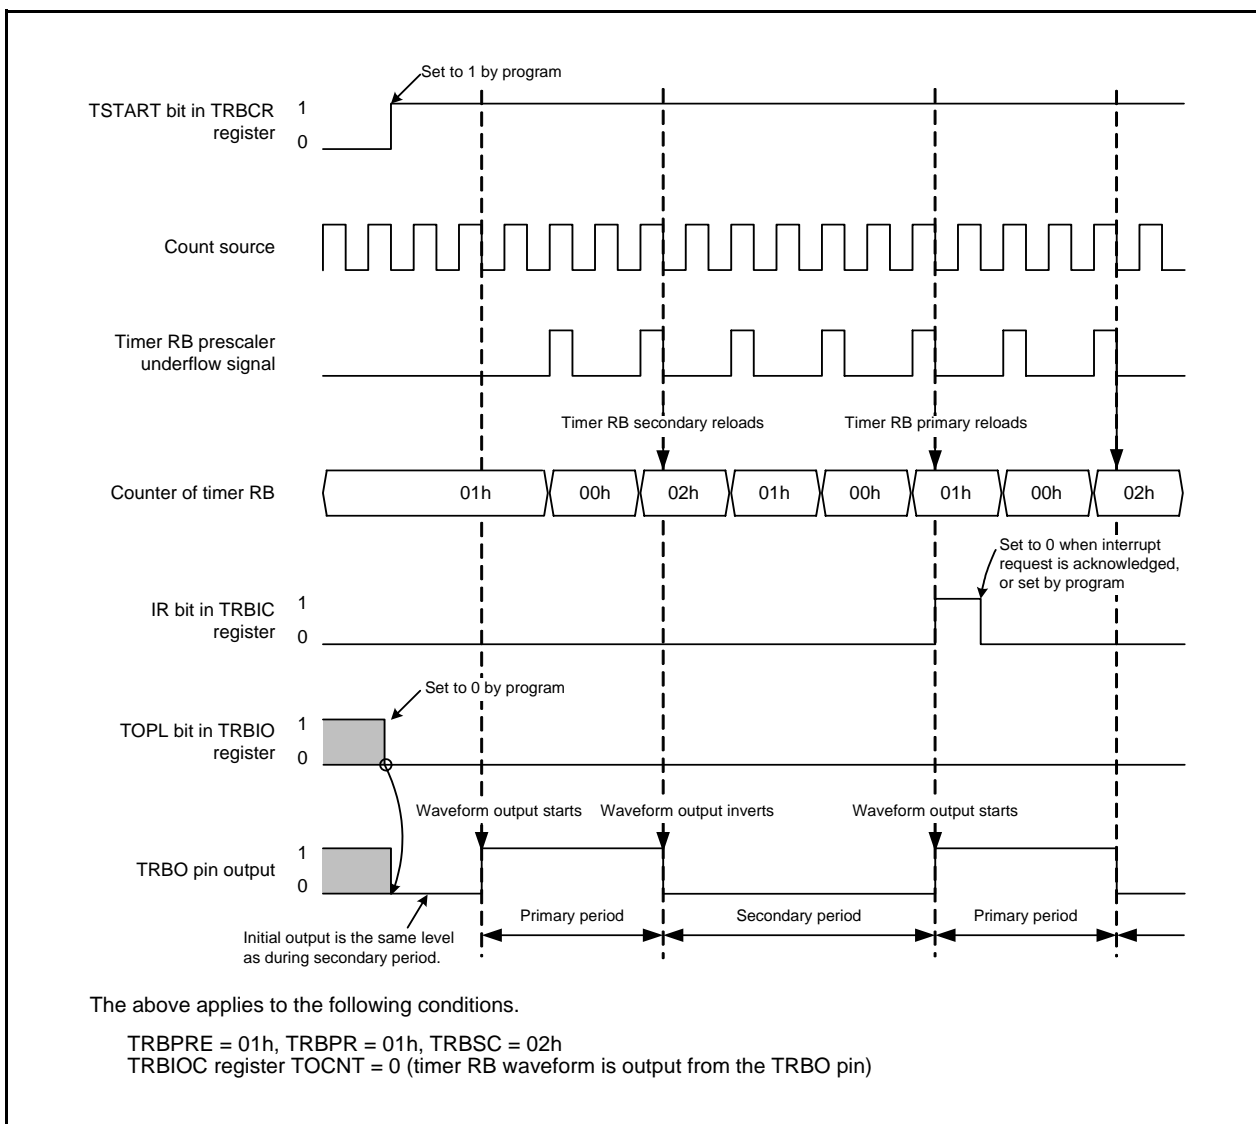 Set to 1 by program
TSTART bit in TRBCR
register
1
0
Count source
Timer RB prescaler
underflow signal
Timer RB secondary reloads
Timer RB primary reloads
Counter of timer RB
01h
00h
02h
01h
00h
01h
00h
02h
Set to 0 when interrupt
request is acknowledged,
or set by program
IR bit in TRBIC
register
1
0
Set to 0 by program
TOPL bit in TRBIO
register
1
0
Waveform output starts
Waveform output inverts
Waveform output starts
TRBO pin output
1
0
Primary period
Secondary period
Primary period
Initial output is the same level
as during secondary period.
The above applies to the following conditions.
TRBPRE = 01h, TRBPR = 01h, TRBSC = 02h
TRBIOC register TOCNT = 0 (timer RB waveform is output from the TRBO pin)